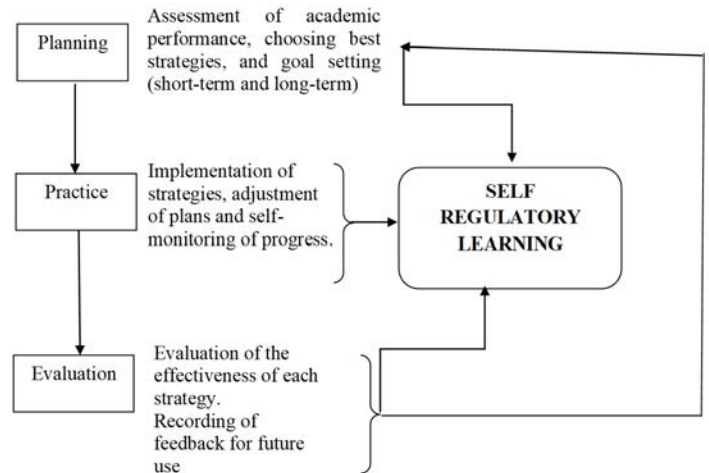 Planning
Assessment of academic
performance, choosing best
strategies, and goal setting
(short-term and long-term)
Practice
Implementation of
strategies, adjustment
of plans and self-
monitoring of progress.
SELF
REGULATORY
LEARNING
Evaluation
Evaluation of the
effectiveness of each
strategy.
Recording of
feedback for future
use